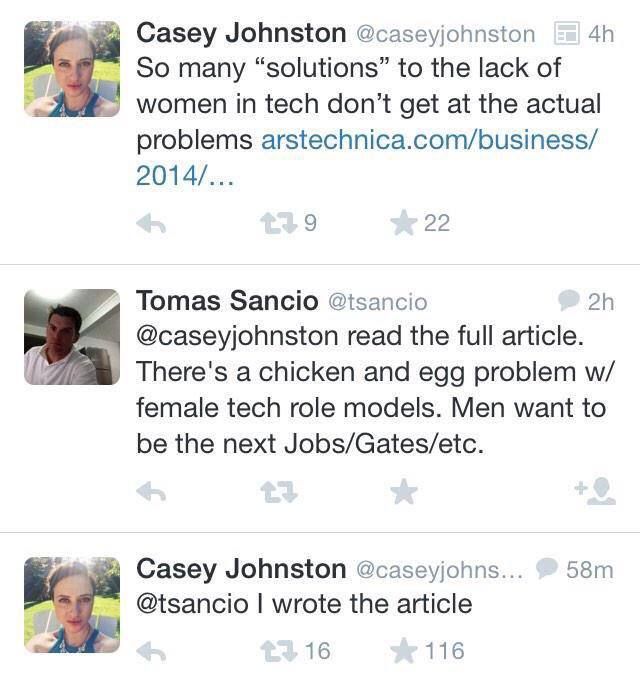 Casey Johnston @caseyjohnston 4h
So many “solutions” to the lack of
women in tech don’t get at the actual
problems arstechnica.com/business/
2014/…
9 22
Tomas Sancio @tsancio 2h
@caseyjohnston read the full article.
There's a chicken and egg problem w/
female tech role models. Men want to
be the next Jobs/Gates/etc.
Casey Johnston @caseyjohns... 58m
@tsancio I wrote the article
16 116